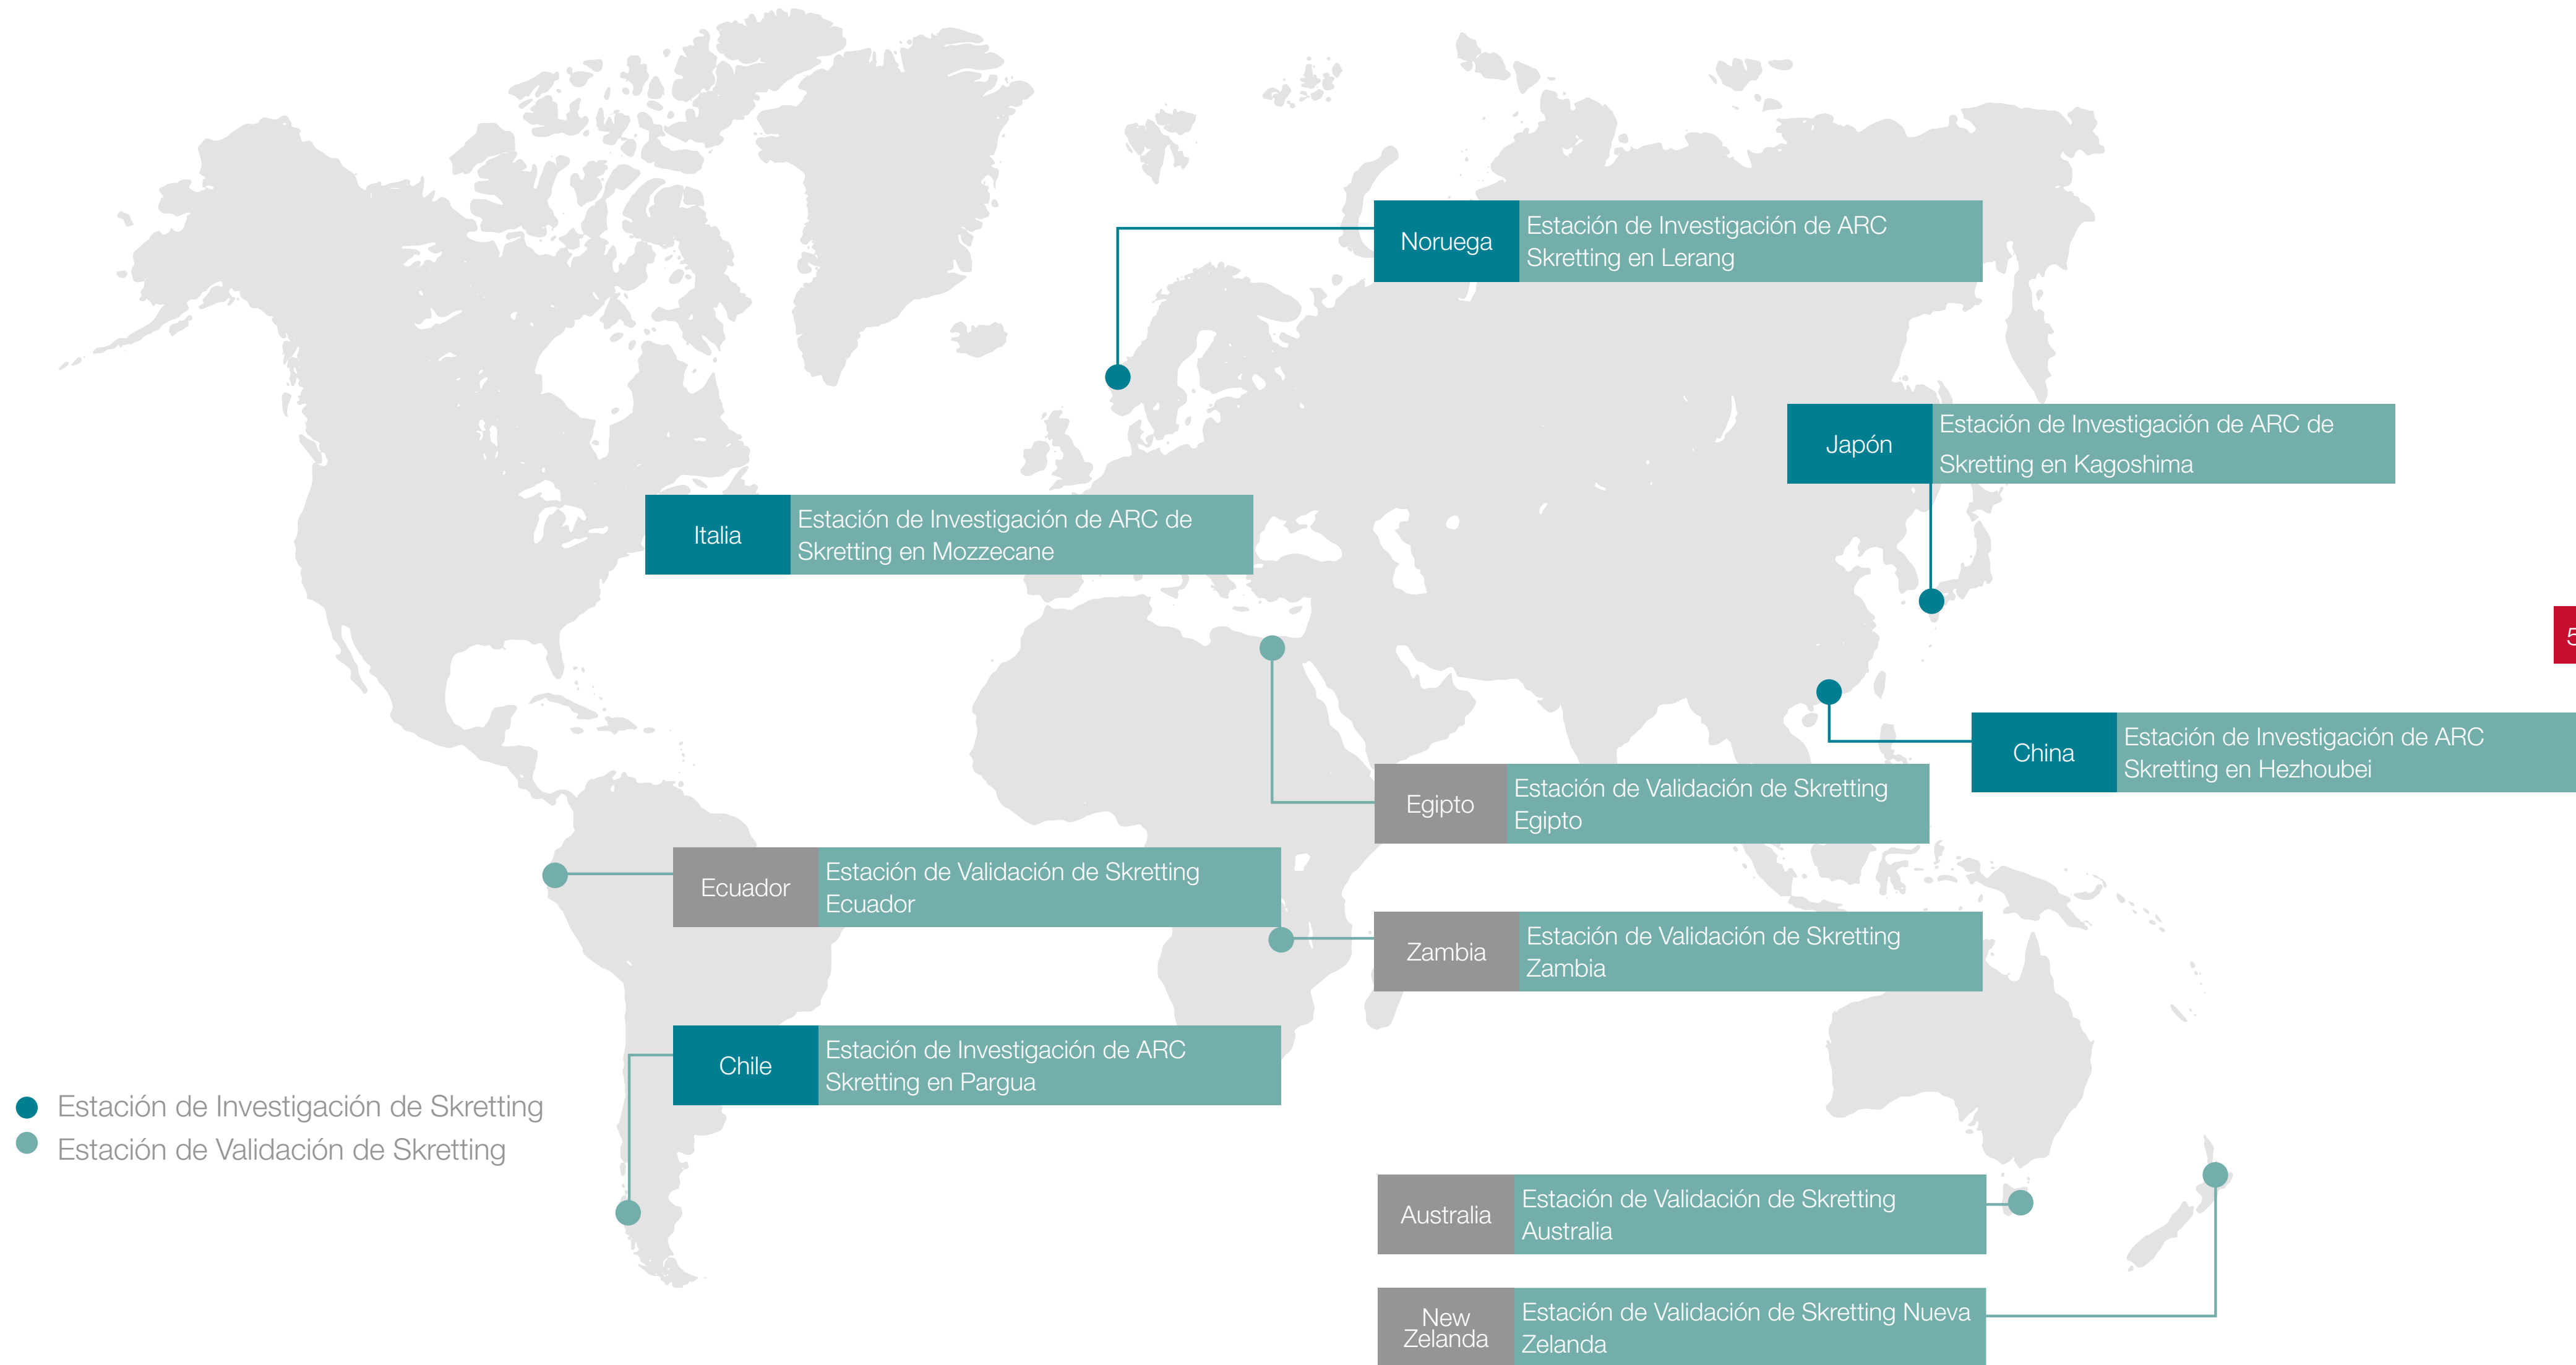 Noruega
Estación de Investigación de ARC
Skretting en Lerang
Japón
Estación de Investigación de ARC de
Skretting en Kagoshima
Italia
Estación de Investigación de ARC de
Skretting en Mozzecane
5
China
Estación de Investigación de ARC
Skretting en Hezhoubei
Egipto
Estación de Validación de Skretting
Egipto
Ecuador
Estación de Validación de Skretting
Ecuador
Zambia
Estación de Validación de Skretting
Zambia
Chile
Estación de Investigación de ARC
Skretting en Pargua
Estación de Investigación de Skretting
Estación de Validación de Skretting
Australia
Estación de Validación de Skretting
Australia
New
Zelanda
Estación de Validación de Skretting Nueva
Zelanda